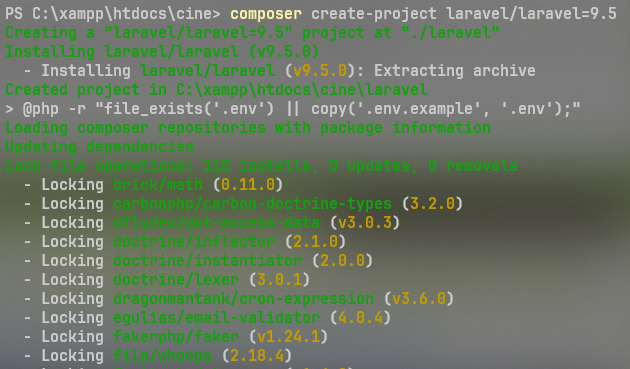 PS C:\xampp\htdocs\cine> composer create-project laravel/laravel=9.5
Creating a "laravel/laravel=9.5" project at "./laravel"
Installing laravel/laravel (v9.5.0)
  - Installing laravel/laravel (v9.5.0): Extracting archive
Created project in C:\xampp\htdocs\cine\laravel
> @php -r "file_exists('.env') || copy('.env.example', '.env');"
Loading composer repositories with package information
Updating dependencies
Lock file operations: 110 installs, 0 updates, 0 removals
  - Locking brick/math (0.11.0)
  - Locking carbonphp/carbon-doctrine-types (3.2.0)
  - Locking dflydev/dot-access-data (v3.0.3)
  - Locking doctrine/inflector (2.1.0)
  - Locking doctrine/instantiator (2.0.0)
  - Locking doctrine/lexer (3.0.1)
  - Locking dragonmantank/cron-expression (v3.6.0)
  - Locking egulias/email-validator (4.0.4)
  - Locking fakerphp/faker (v1.24.1)
  - Locking filp/whoops (2.18.4)